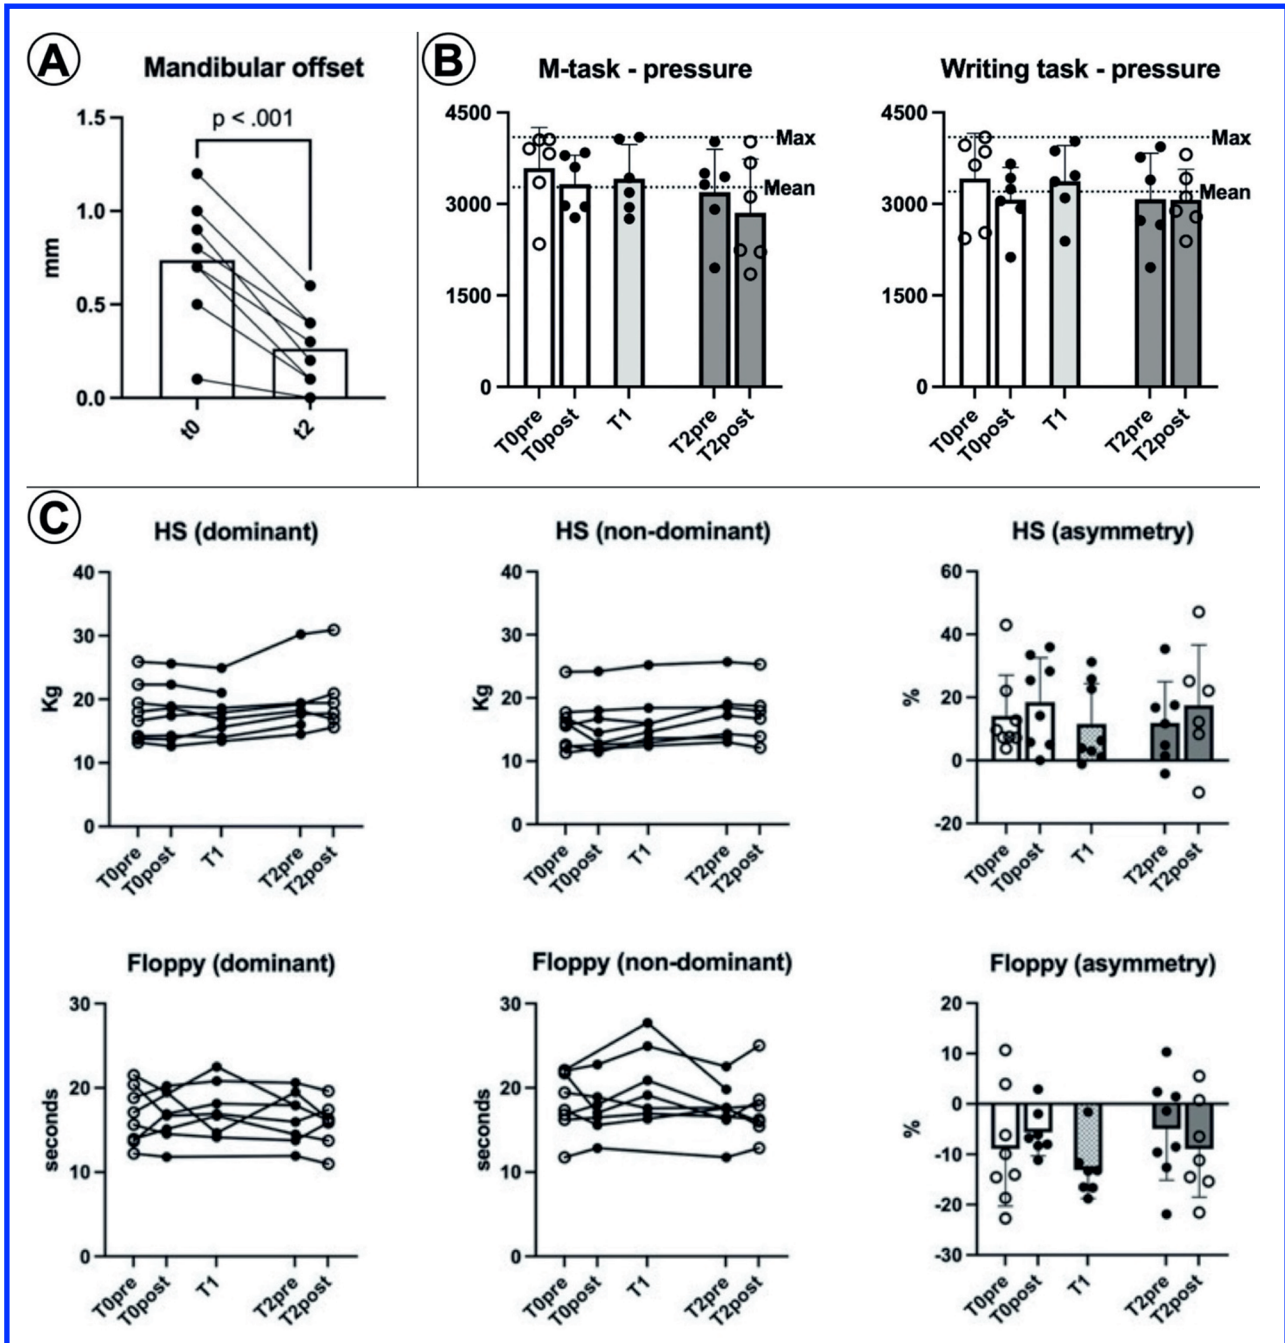 A
Mandibular offset
1.5
1.0
0.5
0.0
mm
p < .001
t0
t2
B
M-task - pressure
4500
3000
1500
0
Max
Mean
T0pre
T0post
T1
T2pre
T2post
Writing task - pressure
4500
3000
1500
0
Max
Mean
T0pre
T0post
T1
T2pre
T2post
C
HS (dominant)
40
30
20
10
0
Kg
T0pre
T0post
T1
T2pre
T2post
HS (non-dominant)
40
30
20
10
0
T0pre
T0post
T1
T2pre
T2post
HS (asymmetry)
60
40
20
0
-20
%
T0pre
T0post
T1
T2pre
T2post
Floppy (dominant)
30
20
10
0
seconds
T0pre
T0post
T1
T2pre
T2post
Floppy (non-dominant)
30
20
10
0
seconds
T0pre
T0post
T1
T2pre
T2post
Floppy (asymmetry)
20
10
0
-10
-20
-30
%
T0pre
T0post
T1
T2pre
T2post